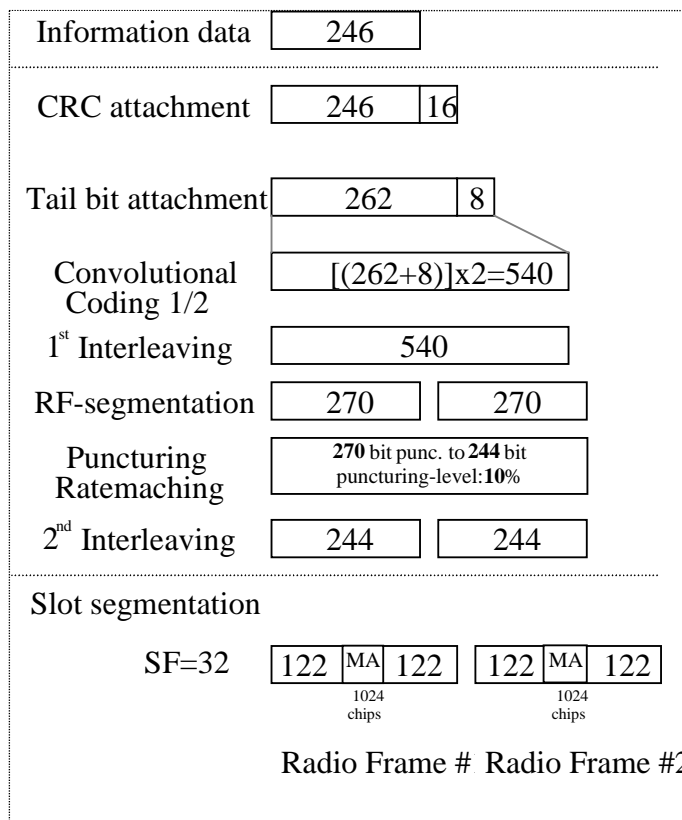 Information data 246
CRC attachment 246 16
Tail bit attachment 262 8
Convolutional
Coding 1/2
[(262+8)]x2=540
1st Interleaving 540
RF-segmentation 270 270
Puncturing
Ratemaching
270 bit punc. to 244 bit
puncturing-level:10%
2nd Interleaving 244 244
Slot segmentation
SF=32 122 MA 122 122 MA 122
1024
chips
1024
chips
Radio Frame # Radio Frame #2